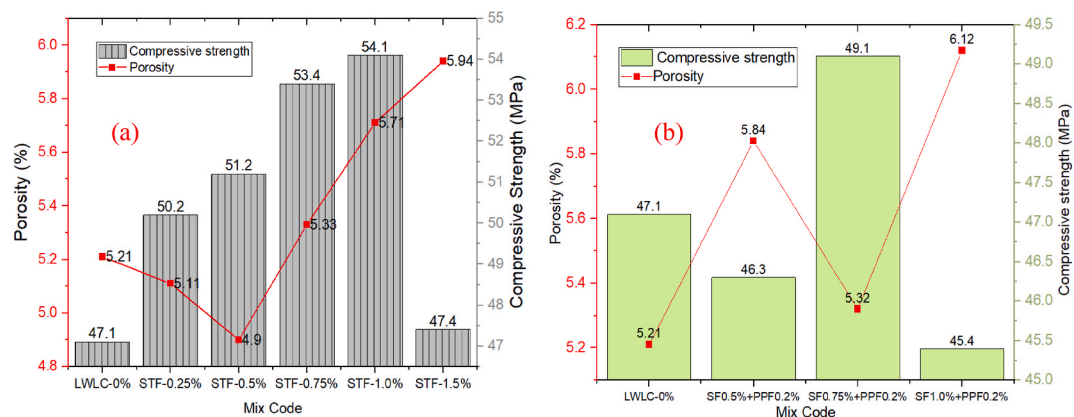 Compressive strength
Porosity
(a)
Porosity (%)
6.0
5.8
5.6
5.4
5.2
5.0
4.8
47.1
50.2
51.2
53.4
54.1
47.4
5.21
5.11
4.9
5.33
5.71
5.94
LWLC-0%
STF-0.25%
STF-0.5%
STF-0.75%
STF-1.0%
STF-1.5%
Mix Code
55
54
53
52
51
50
49
48
47
Compressive Strength (MPa)
Compressive strength
Porosity
(b)
Porosity (%)
6.2
6.1
6.0
5.8
5.6
5.4
5.3
5.2
47.1
46.3
49.1
45.4
5.21
5.84
5.32
6.12
LWLC-0%
SF0.5%+PPF0.2%
SF0.75%+PPF0.2%
SF1.0%+PPF0.2%
Mix Code
49.5
49.0
48.5
48.0
47.5
47.0
46.5
46.0
45.5
45.0
Compressive strength (MPa)